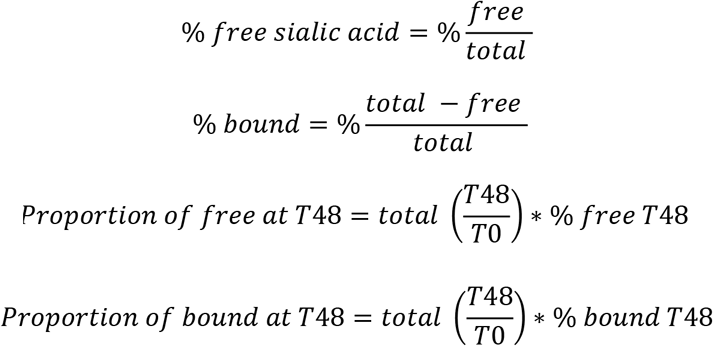 % free sialic acid = % free/total
% bound = % (total − free)/total
Proportion of free at T48 = total (T48/T0) * % free T48
Proportion of bound at T48 = total (T48/T0) * % bound T48